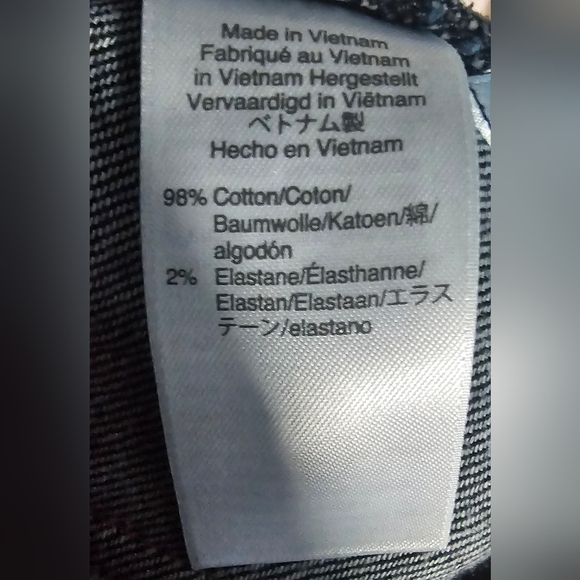 Made in Vietnam
Fabriqué au Vietnam
in Vietnam Hergestellt
Vervaardigd in Viëtnam
ベトナム製
Hecho en Vietnam
98% Cotton/Coton/
Baumwolle/Katoen/綿/
algodón
2% Elastane/Élasthanne/
Elastan/Elastaan/エラス
テーン/elastano